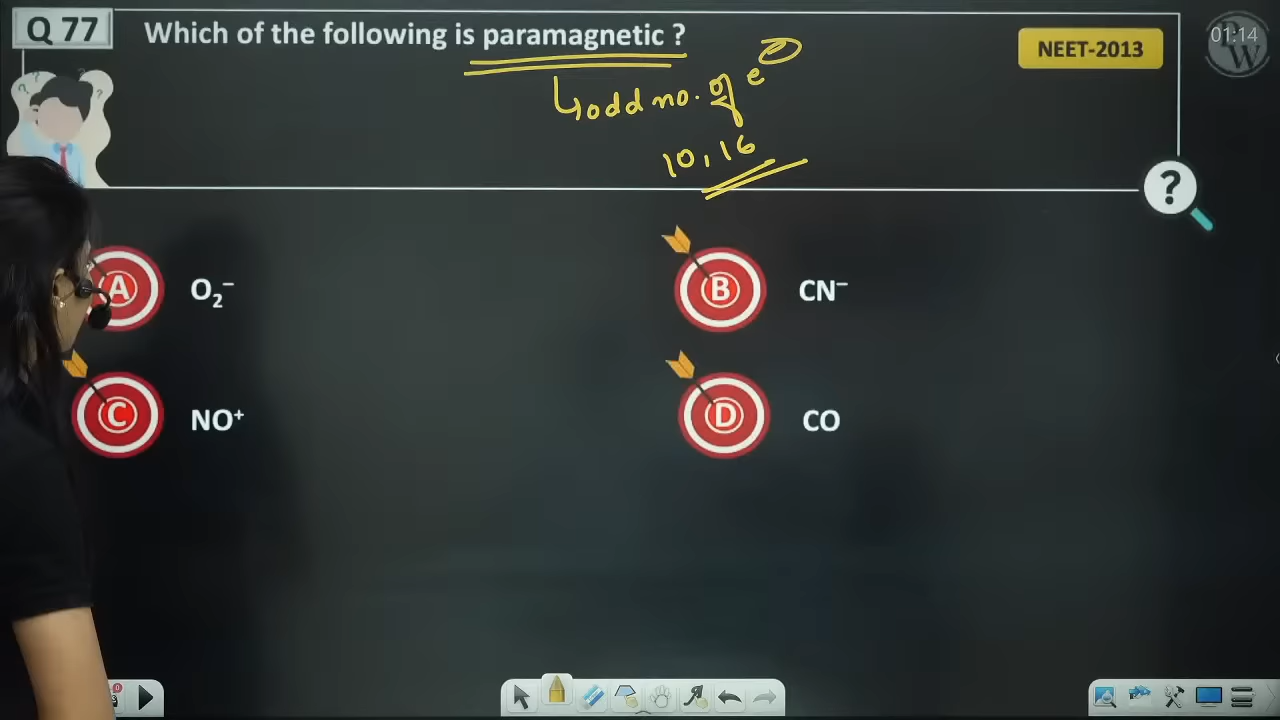 Q 77
Which of the following is paramagnetic ?
NEET-2013
01:14
↳ odd no. of e⊖
10, 16
A O₂⁻
B CN⁻
C NO⁺
D CO